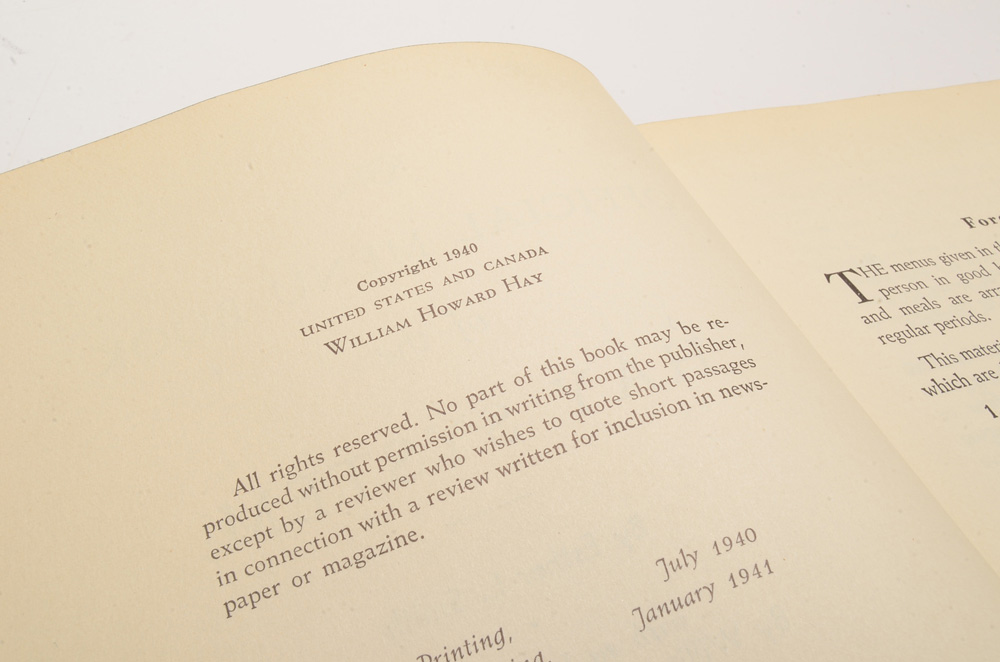 Copyright 1940
UNITED STATES AND CANADA
WILLIAM HOWARD HAY
All rights reserved. No part of this book may be re-
produced without permission in writing from the publisher,
except by a reviewer who wishes to quote short passages
in connection with a review written for inclusion in news-
paper or magazine.
Printing, July 1940
January 1941
THE menus given in
person in good
and meals are
regular periods.
This
which are
1